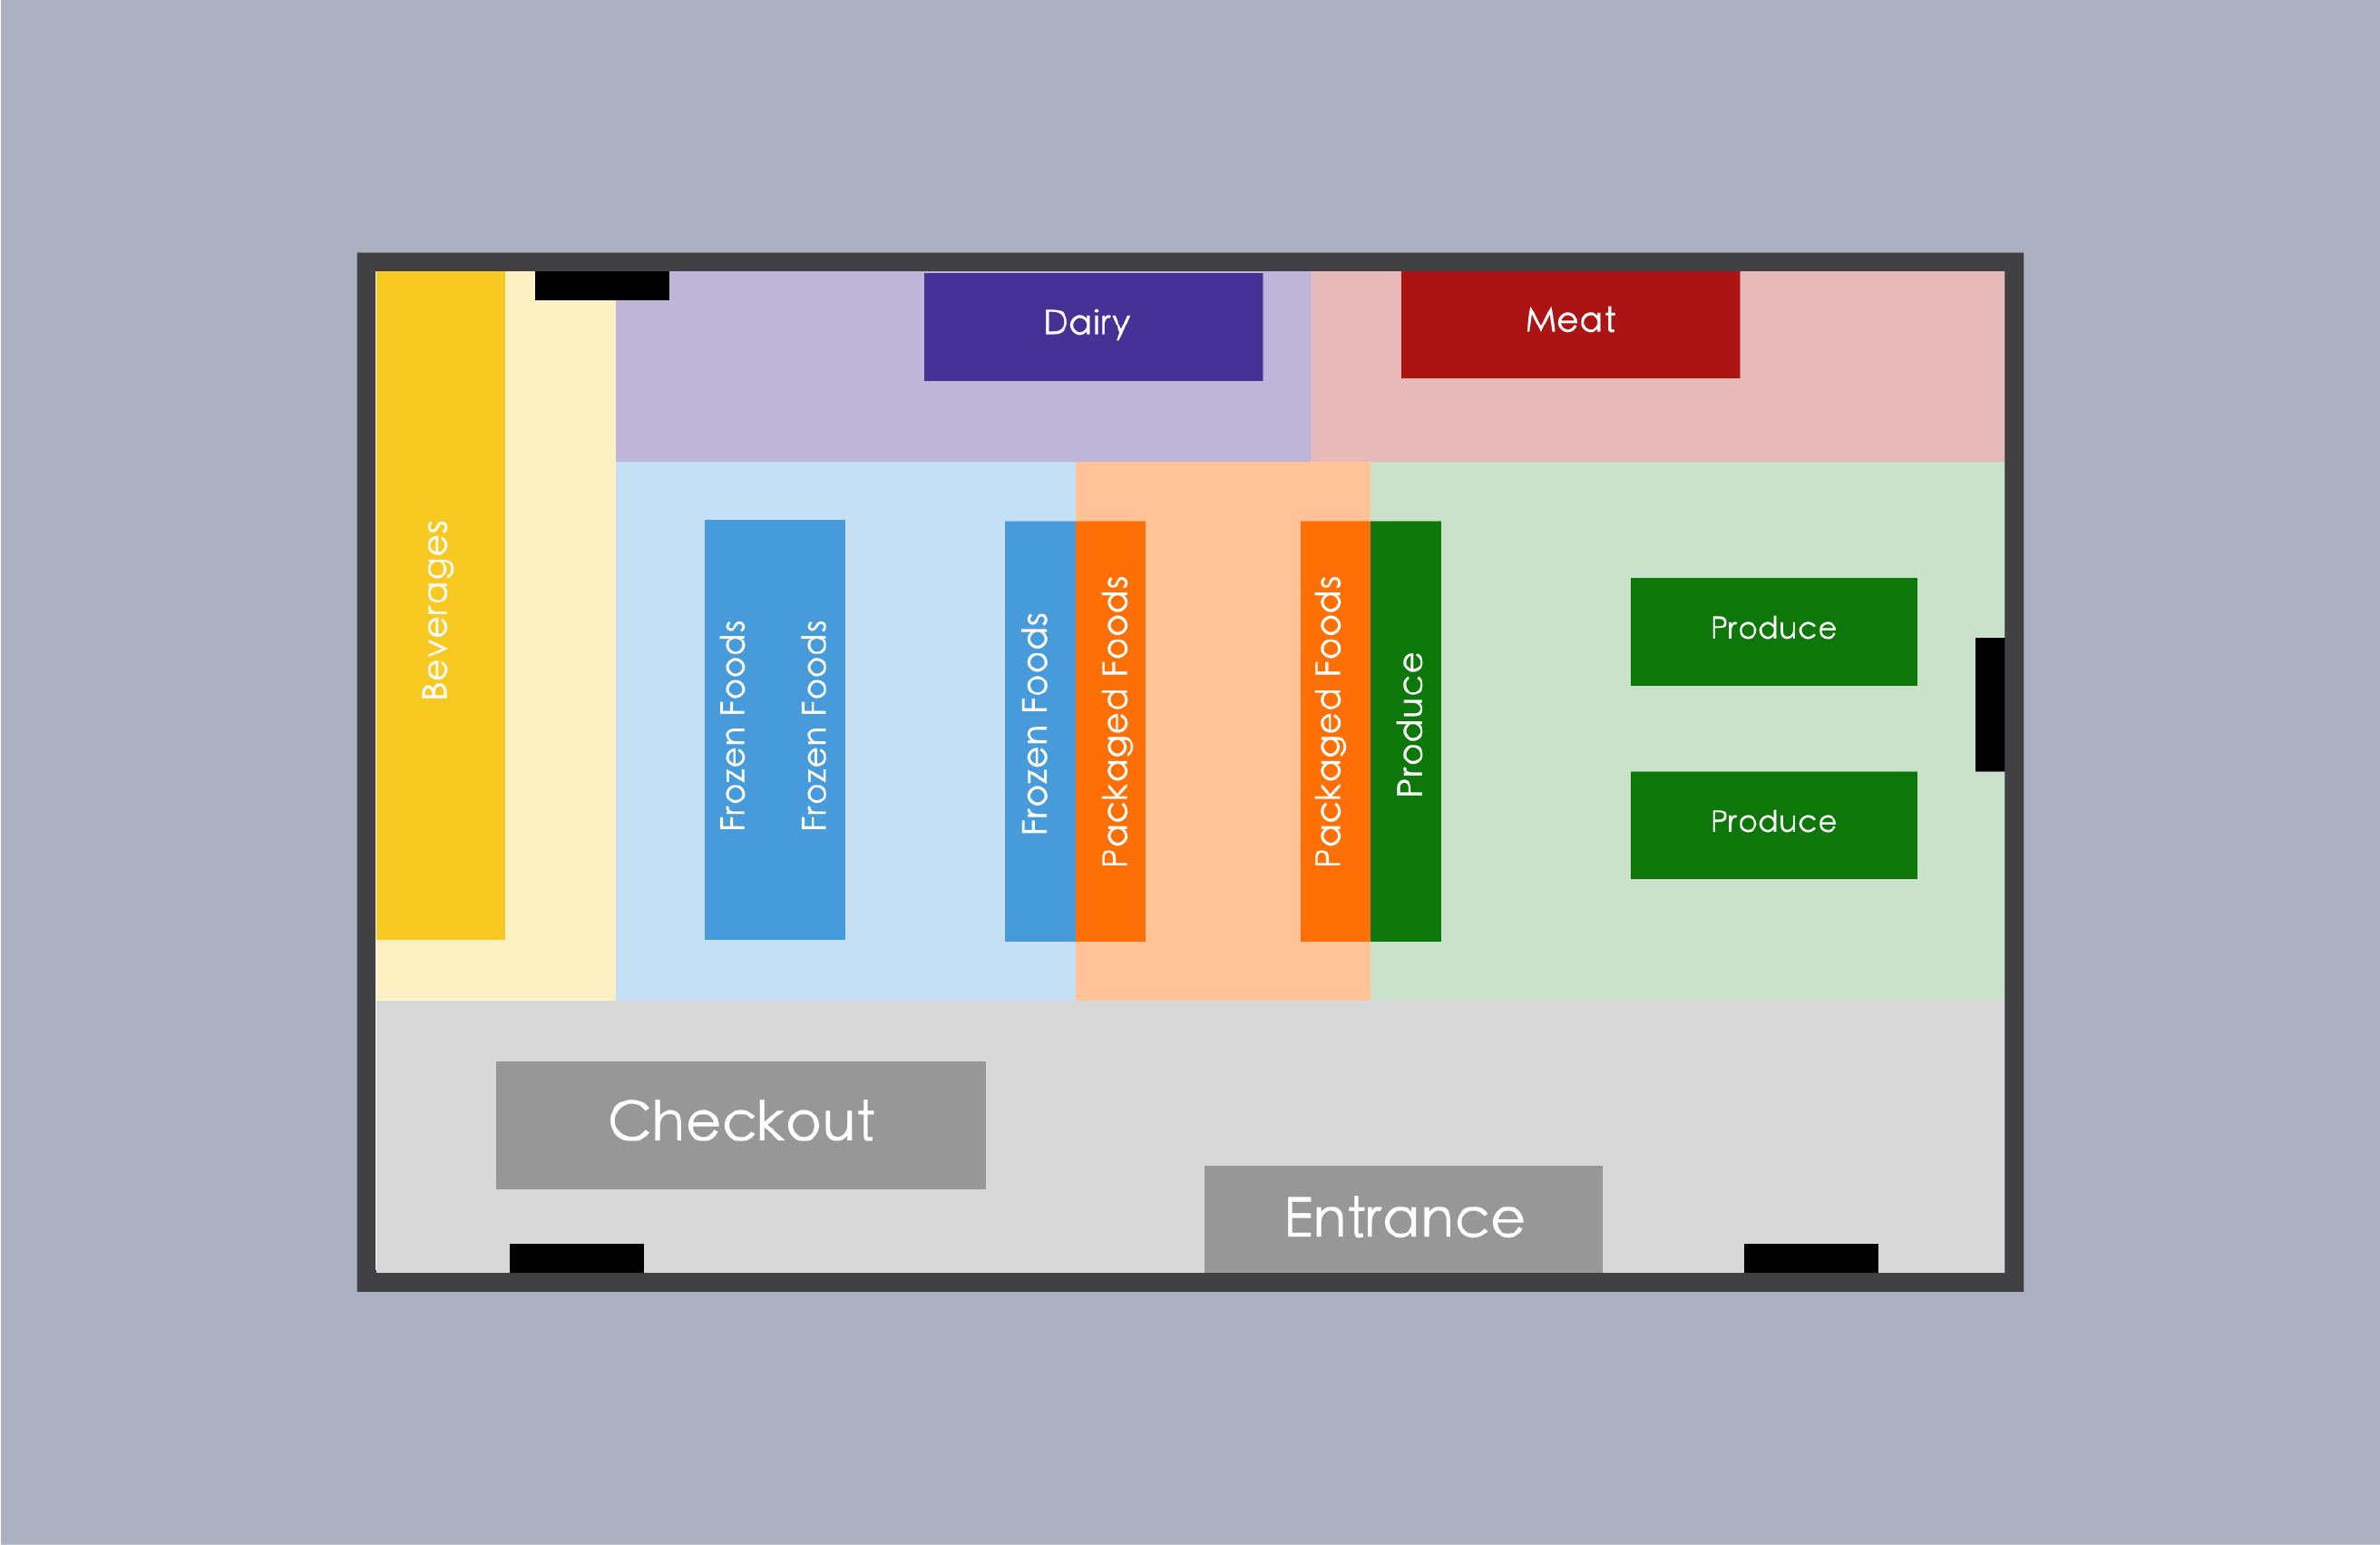 Dairy
Meat
Beverages
Frozen Foods
Frozen Foods
Frozen Foods
Packaged Foods
Packaged Foods
Produce
Produce
Produce
Checkout
Entrance